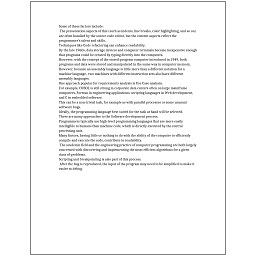 Some of these factors include:
The presentation aspects of this (such as indents, line breaks, color highlighting, and so on) are often handled by the source code editor, but the content aspects reflect the programmer's talent and skills.
Techniques like Code refactoring can enhance readability.
By the late 1960s, data storage devices and computer terminals became inexpensive enough that programs could be created by typing directly into the computers.
However, with the concept of the stored-program computer introduced in 1949, both programs and data were stored and manipulated in the same way in computer memory.
However, because an assembly language is little more than a different notation for a machine language, two machines with different instruction sets also have different assembly languages.
One approach popular for requirements analysis is Use Case analysis.
For example, COBOL is still strong in corporate data centers often on large mainframe computers, Fortran in engineering applications, scripting languages in Web development, and C in embedded software.
This can be a non-trivial task, for example as with parallel processes or some unusual software bugs.
Ideally, the programming language best suited for the task at hand will be selected.
There are many approaches to the Software development process.
Programmers typically use high-level programming languages that are more easily intelligible to humans than machine code, which is directly executed by the central processing unit.
Many factors, having little or nothing to do with the ability of the computer to efficiently compile and execute the code, contribute to readability.
The academic field and the engineering practice of computer programming are both largely concerned with discovering and implementing the most efficient algorithms for a given class of problems.
Scripting and breakpointing is also part of this process.
After the bug is reproduced, the input of the program may need to be simplified to make it easier to debug.